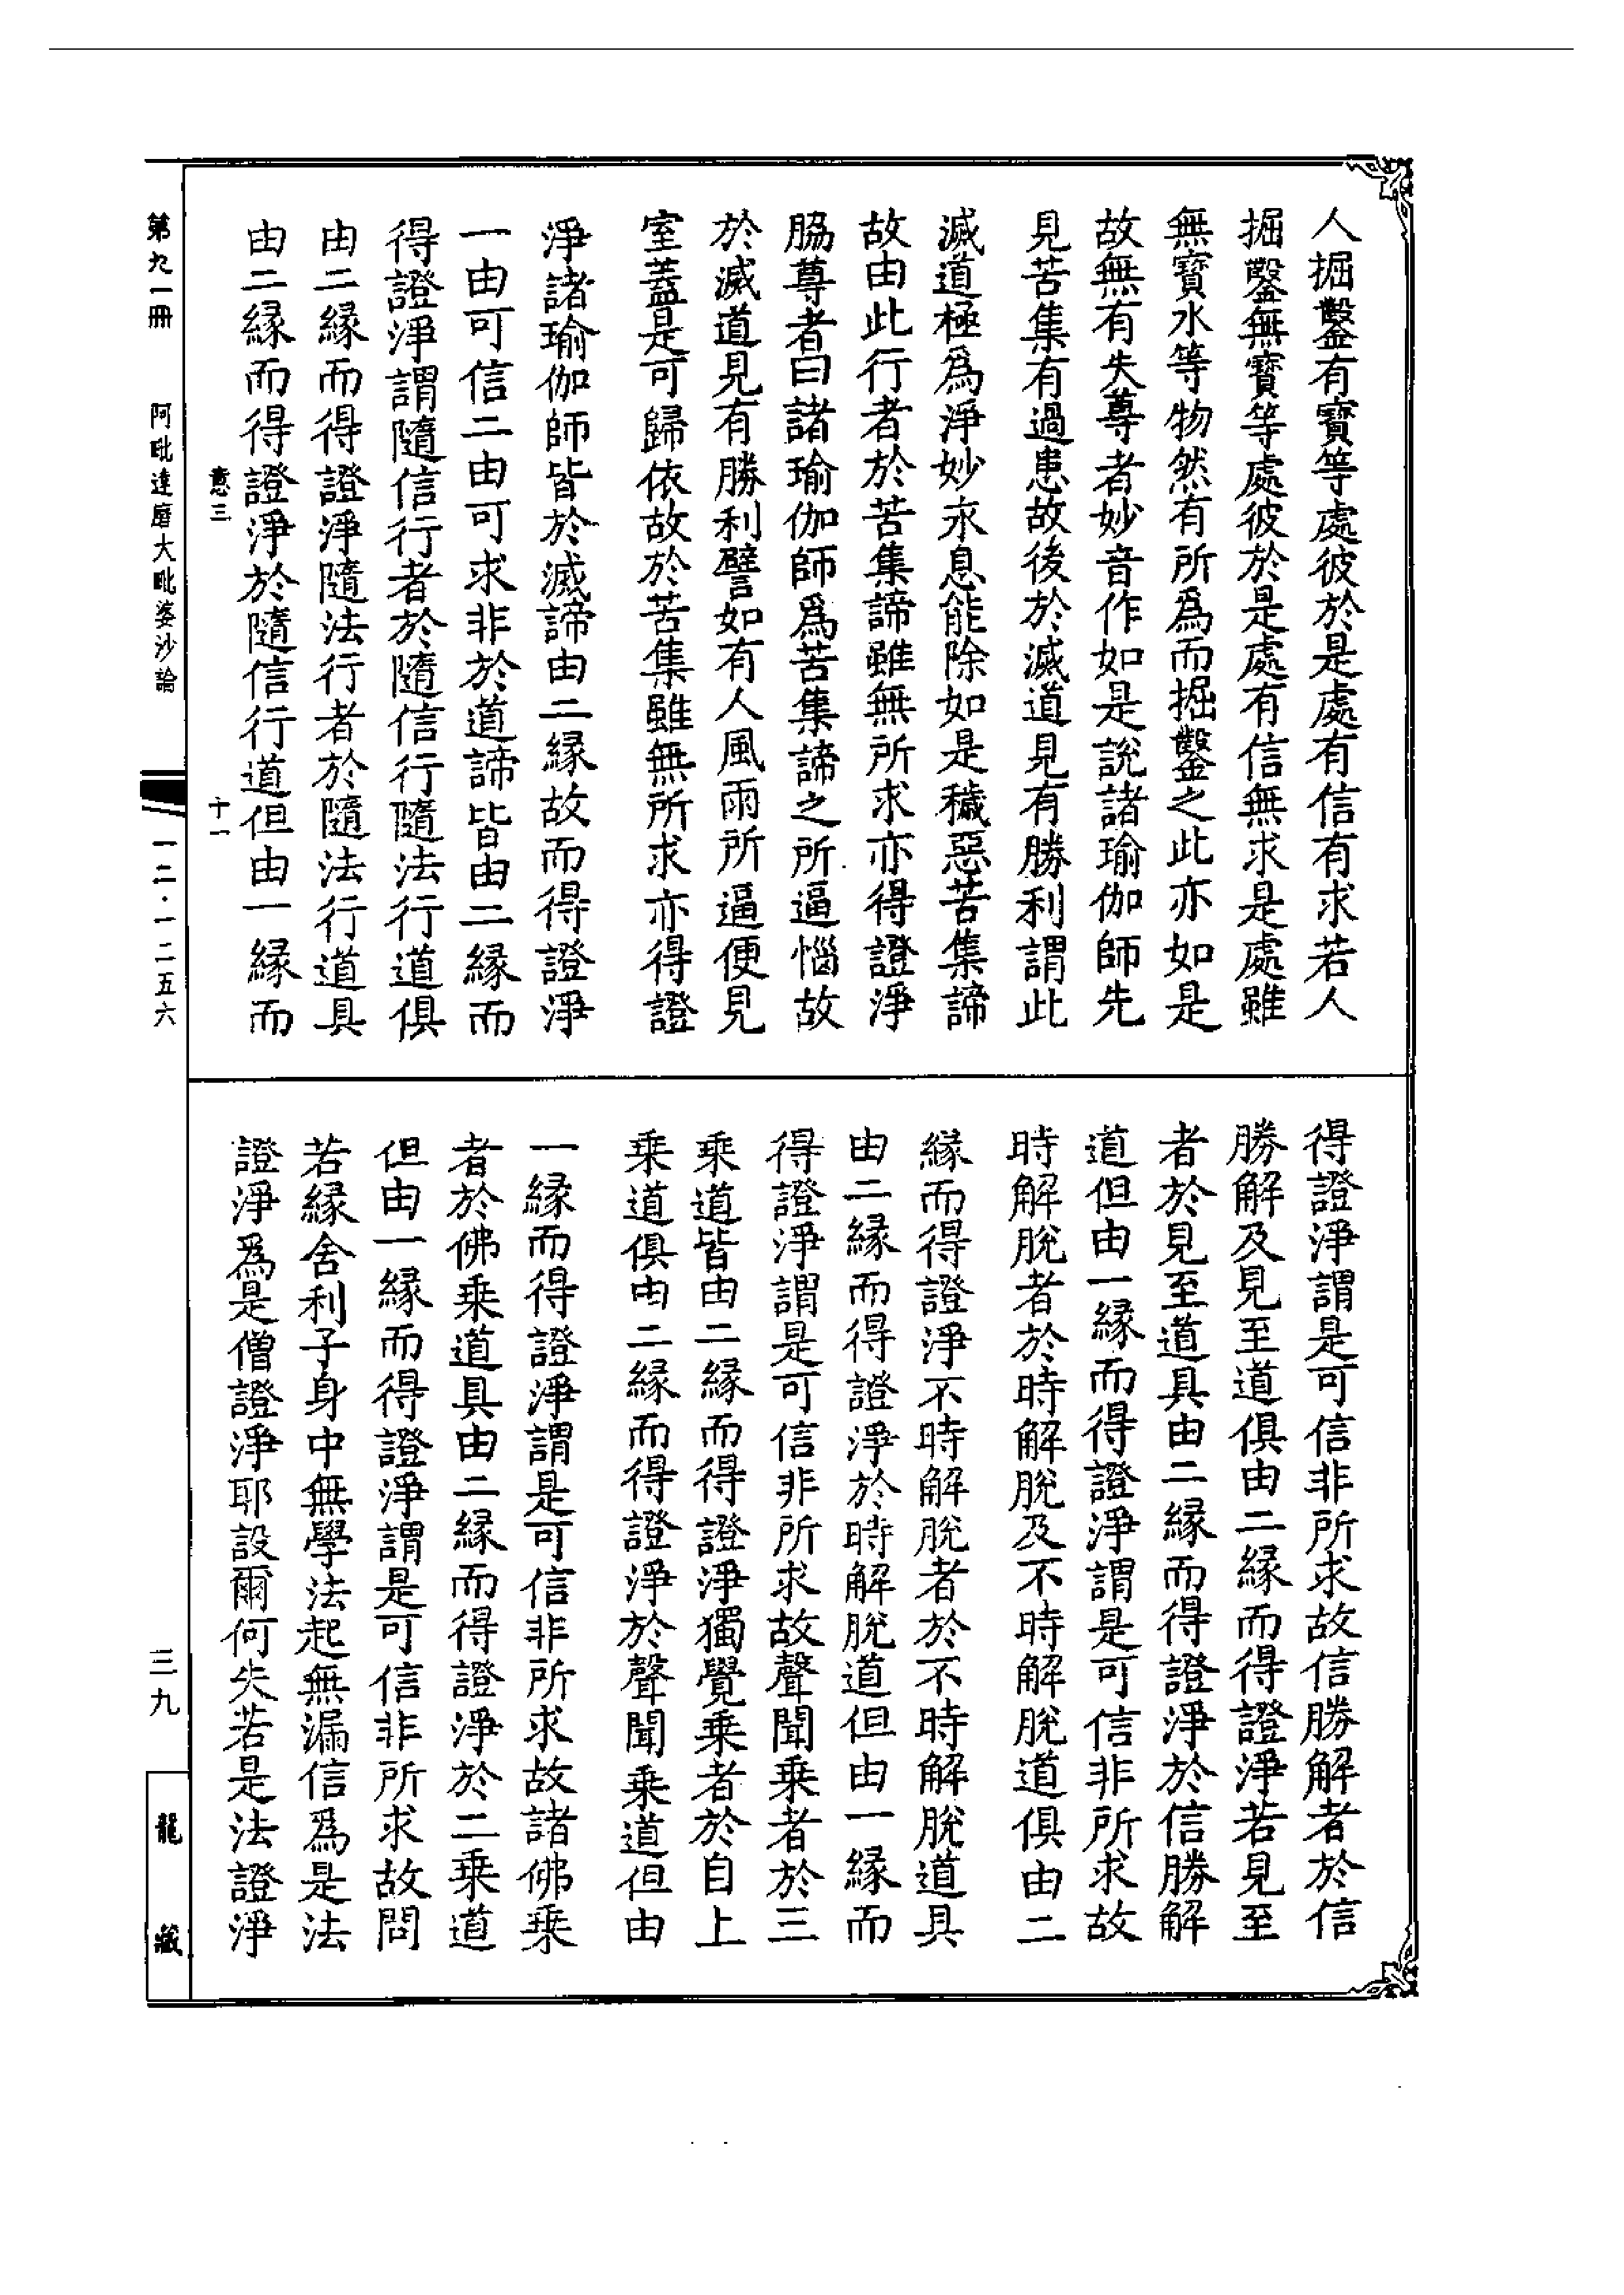 人掘鑿有寶等處彼於是處有信有求若人
掘鑿無寶等處彼於是處有信無求是處雖
無寶水等物然有所爲而掘鑿之此亦如是
故無有失尊者妙音作如是說諸瑜伽師先
見苦集有過患故後於滅道見有勝利謂此
滅道極爲淨妙永息能除如是穢惡苦集諦
故由此行者於苦集諦雖無所求亦得證淨
脇尊者曰諸瑜伽師爲苦集諦之所逼惱故
於滅道見有勝利譬如有人風雨所逼便見
室蓋是可歸依故於苦集雖無所求亦得證
淨諸瑜伽師皆於滅諦由二緣故而得證淨
一由可信二由可求非於道諦皆由二緣而
得證淨謂隨信行者於隨信行隨法行道俱
由二緣而得證淨隨法行者於隨法行道具
由二緣而得證淨於隨信行道但由一緣而
意三
十一
得證淨謂是可信非所求故信勝解者於信
勝解及見至道俱由二緣而得證淨若見至
者於見至道具由二緣而得證淨於信勝解
道但由一緣而得證淨謂是可信非所求故
時解脫者於時解脫及不時解脫道俱由二
緣而得證淨不時解脫者於不時解脫道具
由二緣而得證淨於時解脫道但由一緣而
得證淨謂是可信非所求故聲聞乘者於三
乘道皆由二緣而得證淨獨覺乘者於自上
乘道俱由二緣而得證淨於聲聞乘道但由
一緣而得證淨謂是可信非所求故諸佛乘
者於佛乘道具由二緣而得證淨於二乘道
但由一緣而得證淨謂是可信非所求故問
若緣舍利子身中無學法起無漏信爲是法
證淨爲是僧證淨耶設爾何失若是法證淨
第九一冊
阿毗達磨大毗婆沙論
一二·一二五六
三九
龍藏